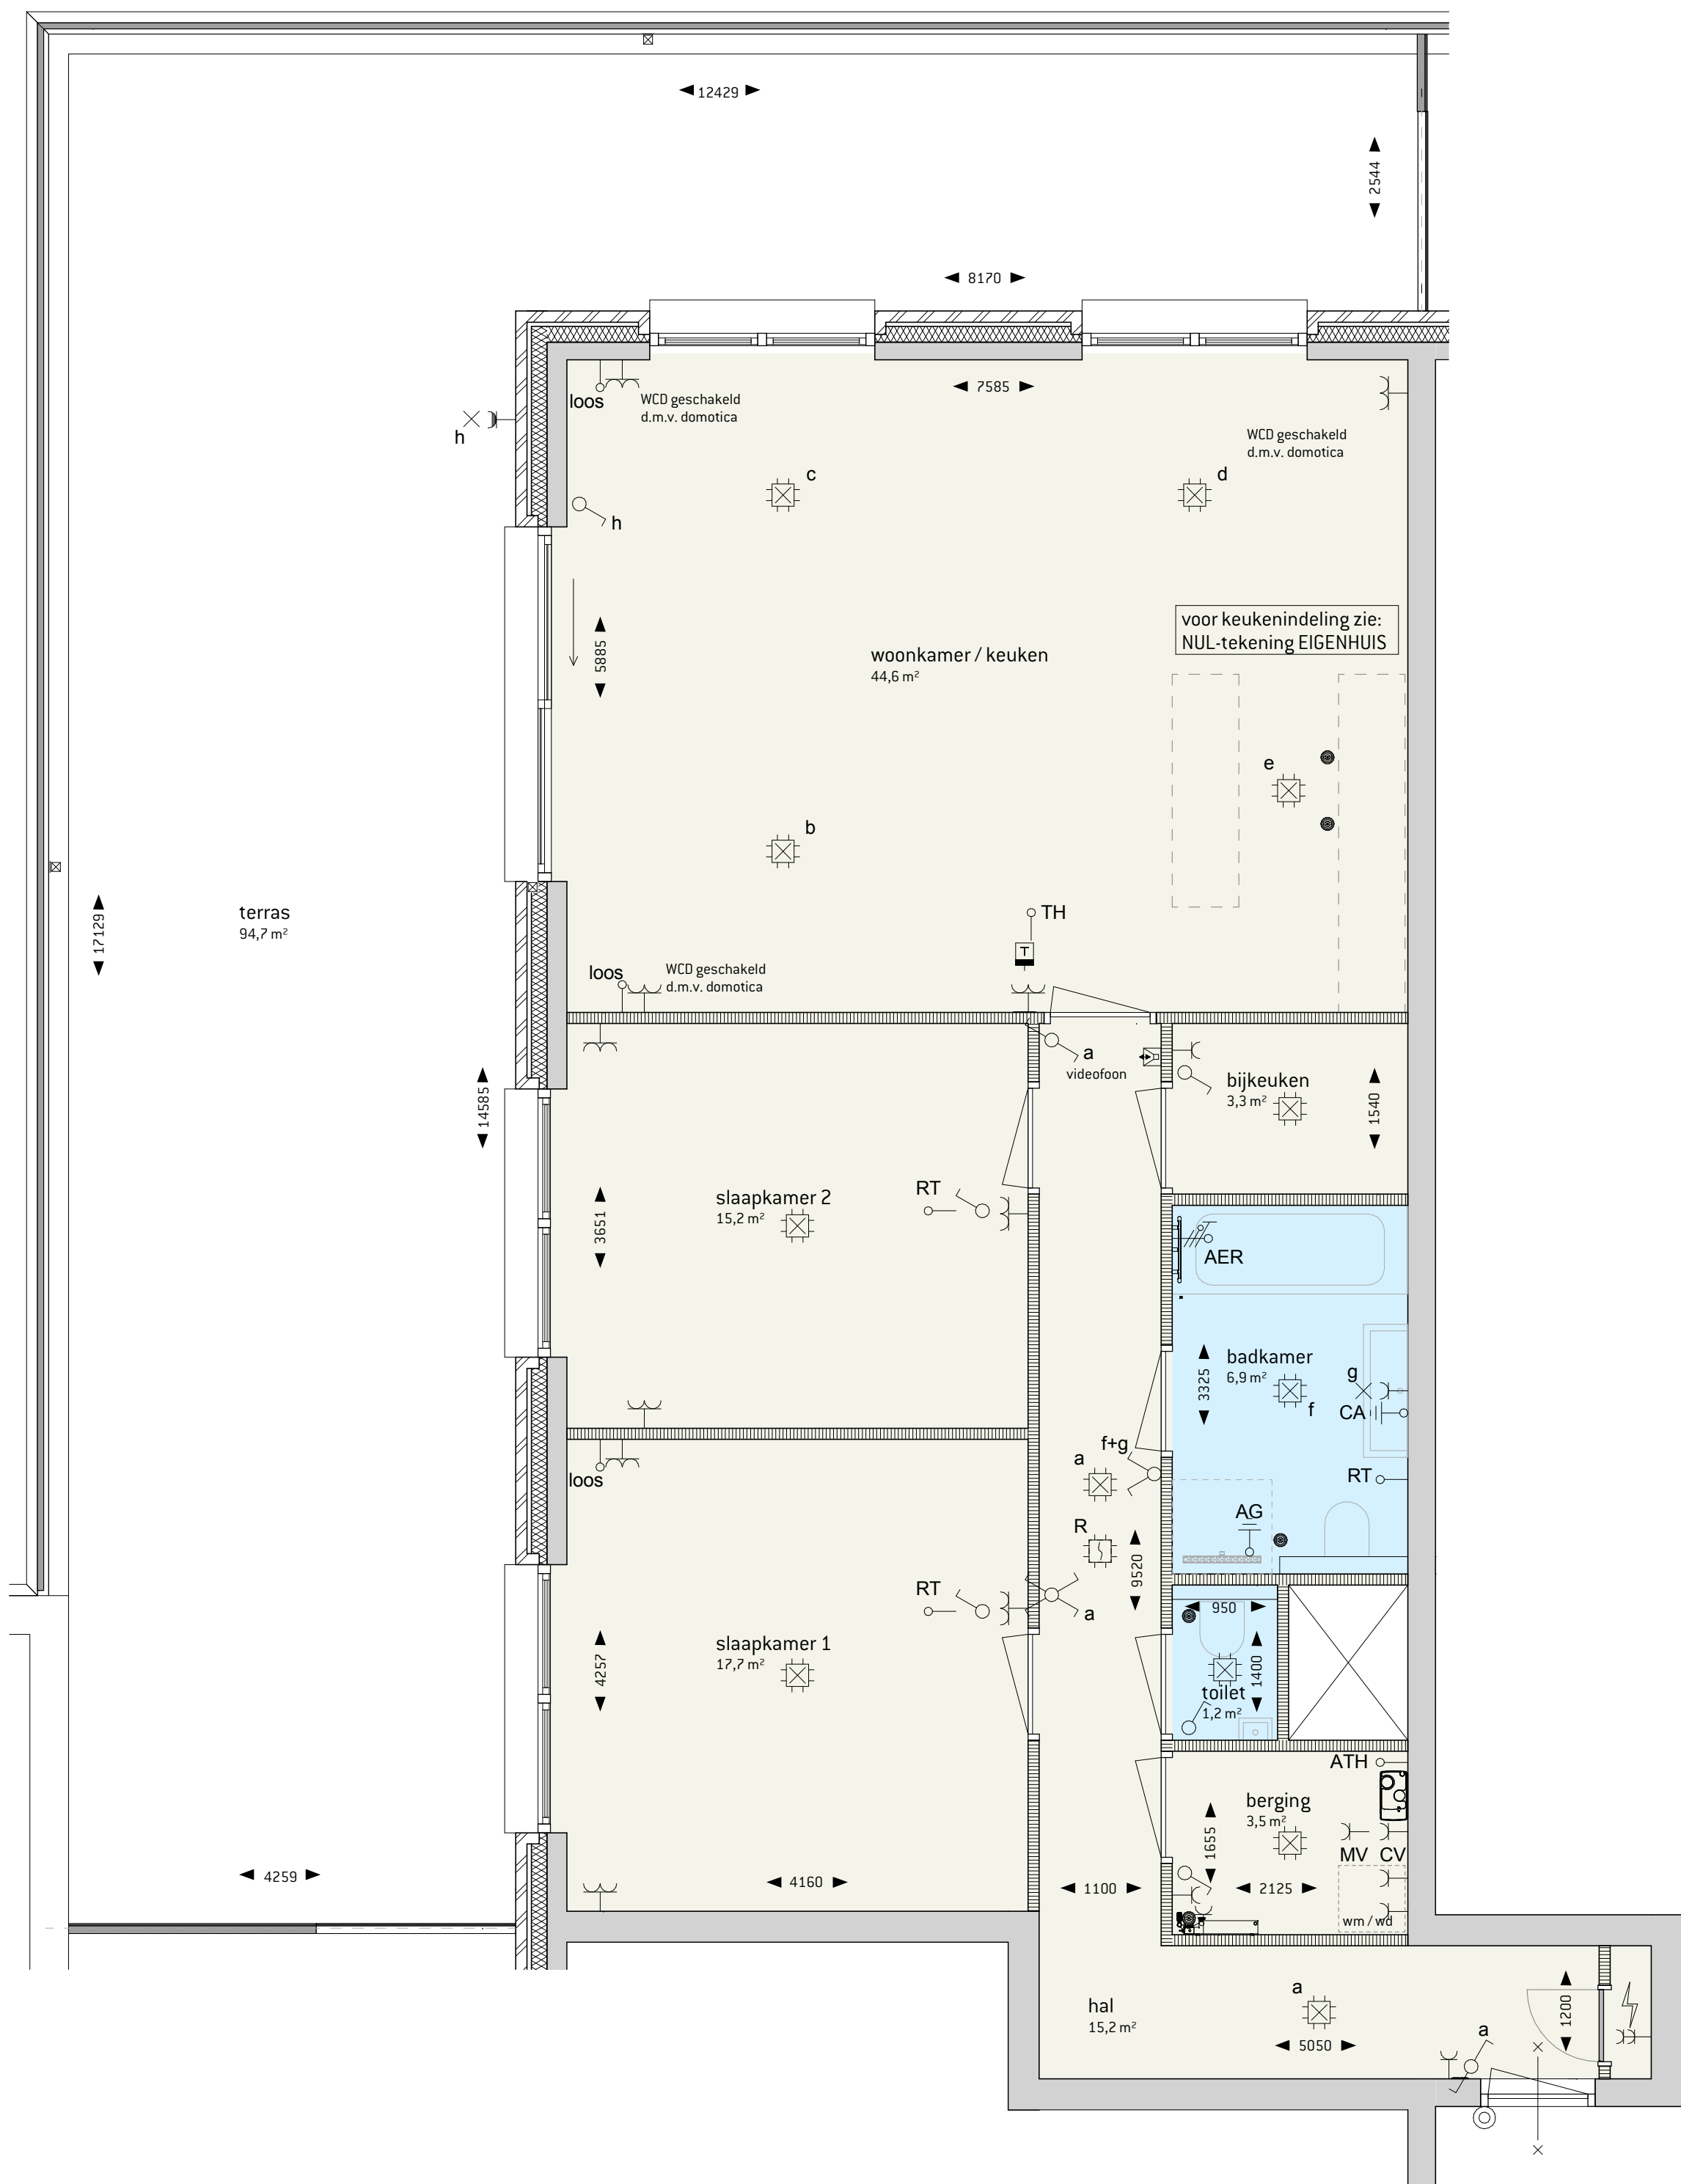 12429
2544
8170
7585
loos
WCD geschakeld
d.m.v. domotica
h
WCD geschakeld
d.m.v. domotica
c
d
h
voor keukenindeling zie:
NUL-tekening EIGENHUIS
5885
woonkamer / keuken
44,6 m²
e
b
terras
94,7 m²
17129
TH
T
loos
WCD geschakeld
d.m.v. domotica
a
videofoon
bijkeuken
3,3 m²
1540
14585
RT
slaapkamer 2
15,2 m²
3651
AER
badkamer
6,9 m²
3325
g
f
CA
f+g
a
loos
RT
AG
R
9520
RT
a
950
slaapkamer 1
17,7 m²
4257
1400
toilet
1,2 m²
ATH
berging
3,5 m²
1655
MV
CV
4259
4160
1100
2125
wm / wd
a
hal
15,2 m²
1200
5050
a